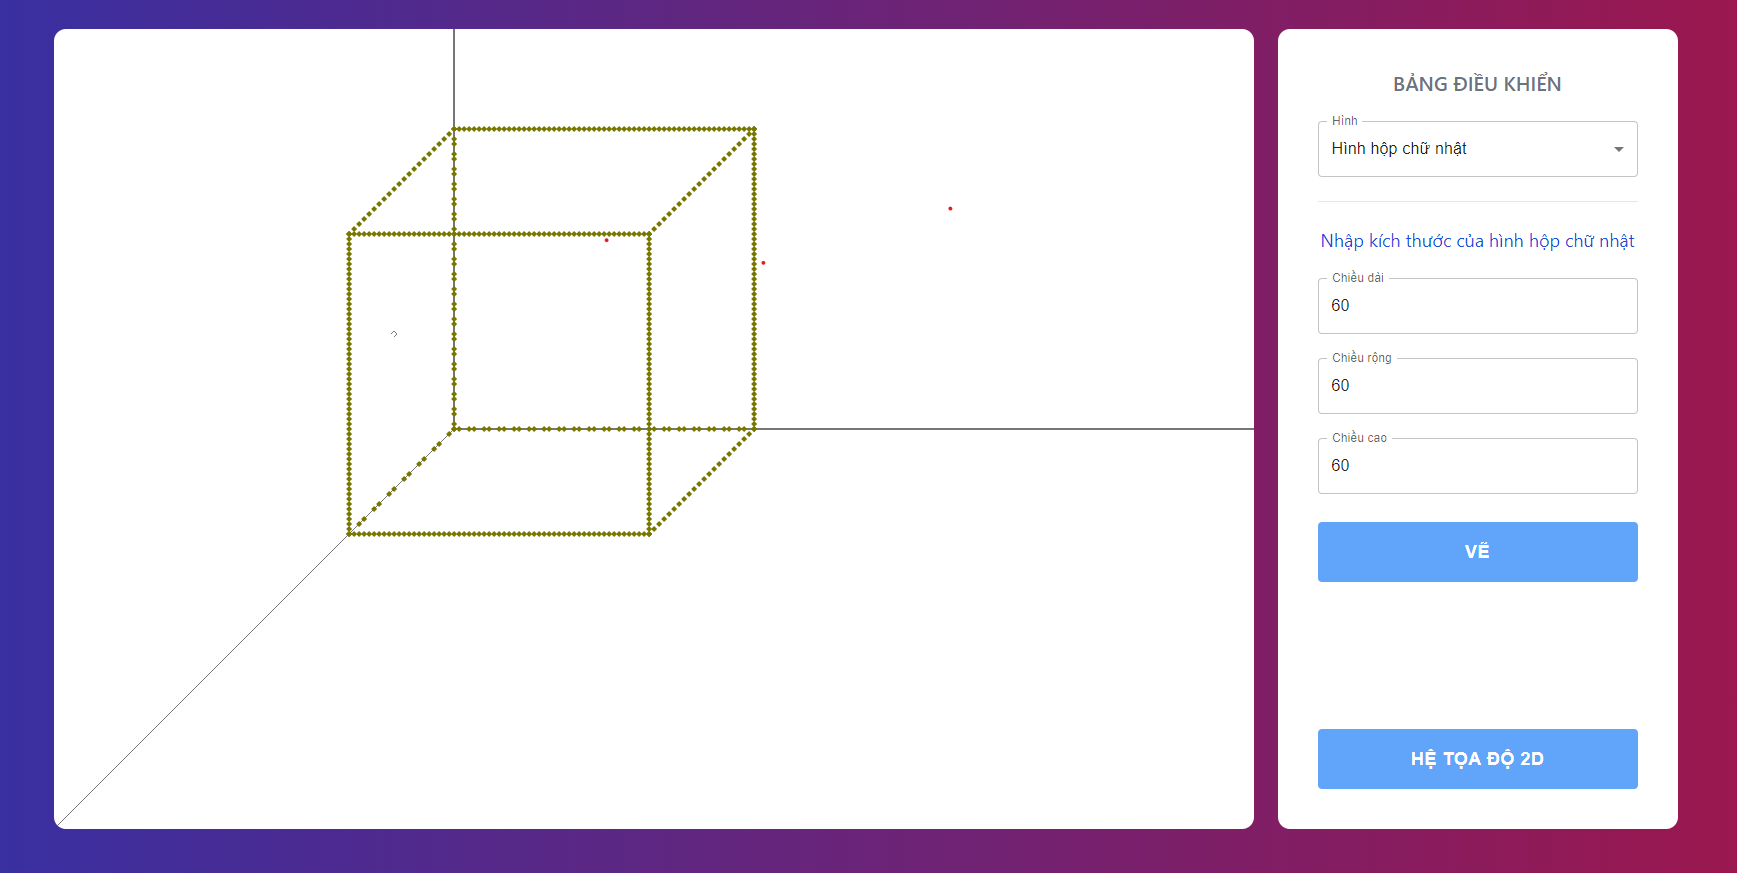 BẢNG ĐIỀU KHIỂN
Hình
Hình hộp chữ nhật
Nhập kích thước của hình hộp chữ nhật
Chiều dài
60
Chiều rộng
60
Chiều cao
60
VẼ
HỆ TỌA ĐỘ 2D